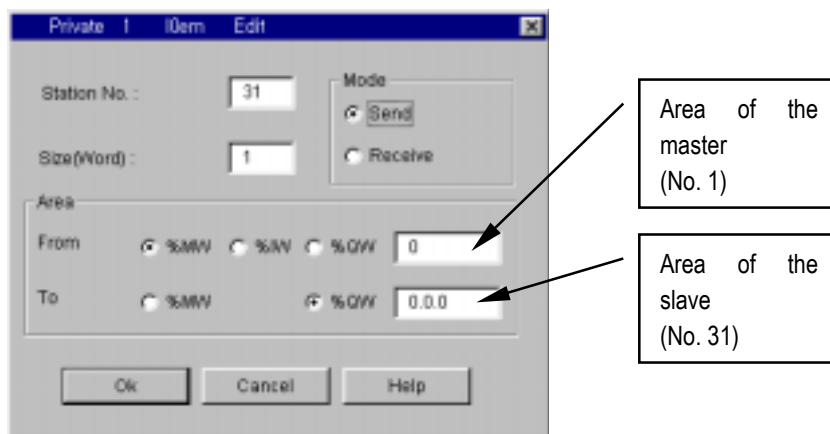 Private 1 I0em Edit
Station No. : 31
Mode
Send
Size(Word) : 1
Receive
Area
From %MW %IW %QW 0
To %MW %QW 0.0.0
Ok Cancel Help
Area of the
master
(No. 1)
Area of the
slave
(No. 31)